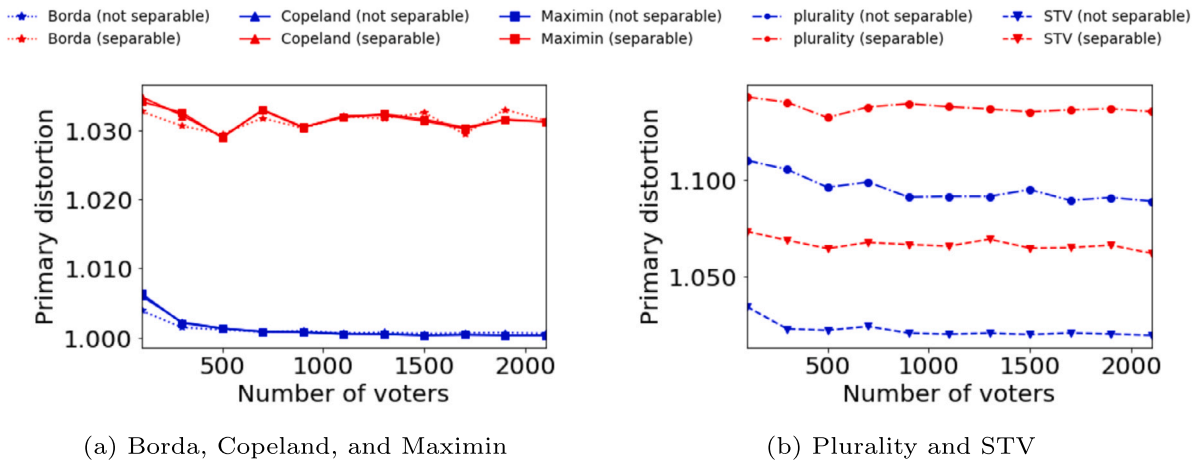 Borda (not separable) Copeland (not separable) Maximin (not separable) plurality (not separable) STV (not separable)
Borda (separable) Copeland (separable) Maximin (separable) plurality (separable) STV (separable)
Primary distortion
1.030
1.020
1.010
1.000
500 1000 1500 2000
Number of voters
(a) Borda, Copeland, and Maximin
Primary distortion
1.100
1.050
500 1000 1500 2000
Number of voters
(b) Plurality and STV